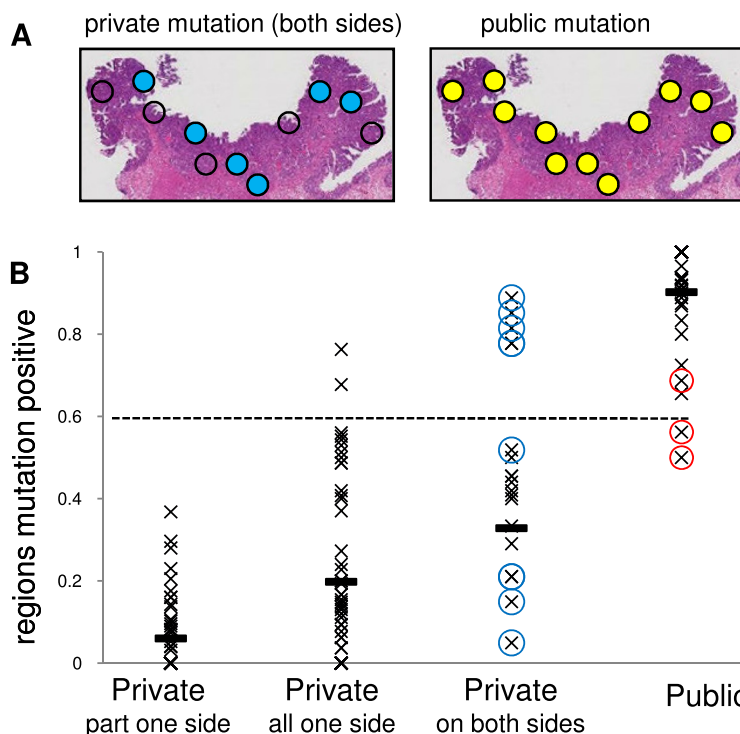 A
private mutation (both sides)
public mutation
B
regions mutation positive
1
0.8
0.6
0.4
0.2
0
Private
part one side
Private
all one side
Private
on both sides
Public